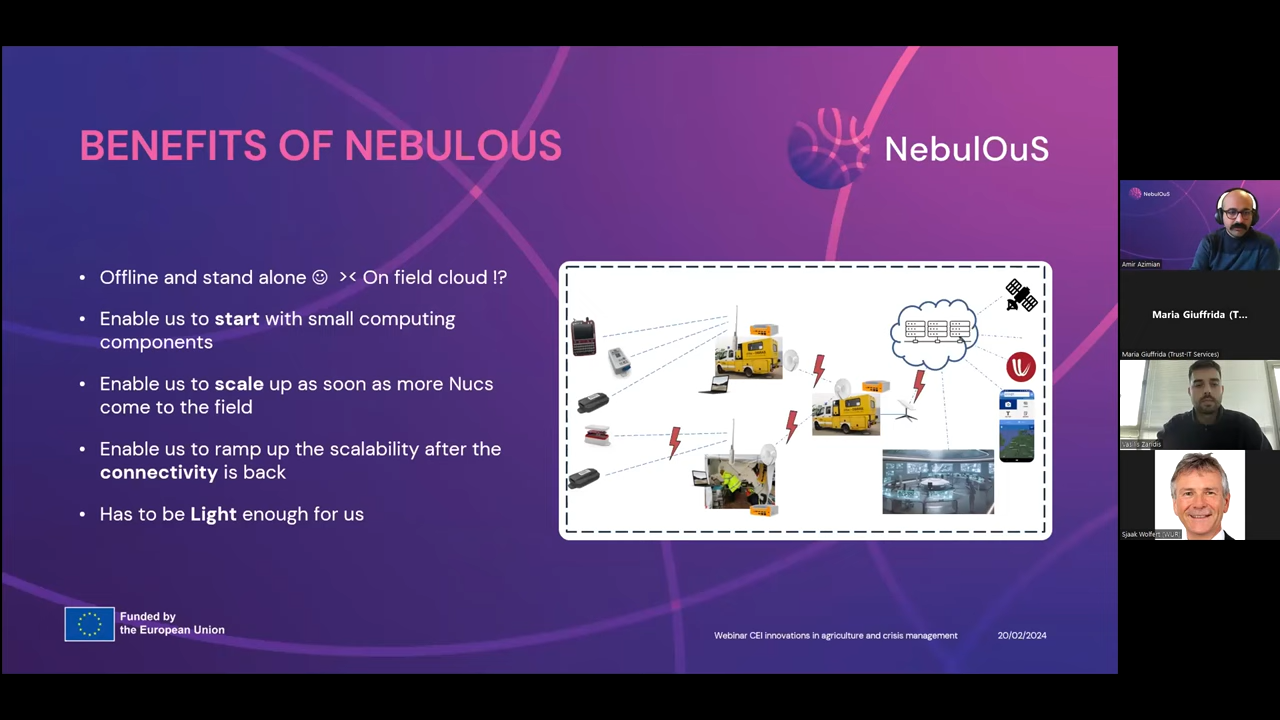 BENEFITS OF NEBULOUS
NebulOuS
• Offline and stand alone ☺ >< On field cloud !?
• Enable us to start with small computing
components
• Enable us to scale up as soon as more Nucs
come to the field
• Enable us to ramp up the scalability after the
connectivity is back
• Has to be Light enough for us
Funded by
the European Union
Webinar CEI innovations in agriculture and crisis management
20/02/2024
NebulOuS
Amir Azimian
Maria Giuffrida (T...
Maria Giuffrida (Trust-IT Services)
Zaridis
Sjaak Wolfert (WUR)